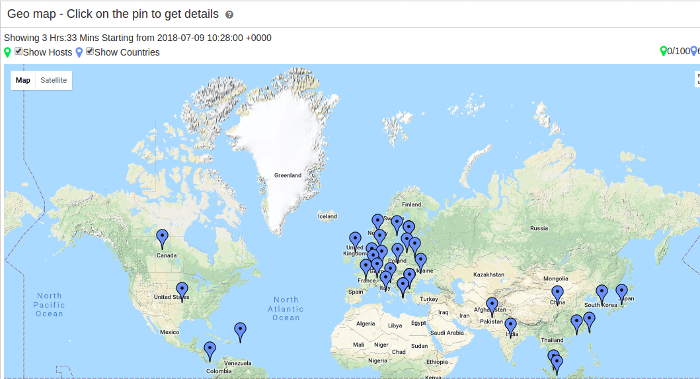 Geo map - Click on the pin to get details ?
Showing 3 Hrs:33 Mins Starting from 2018-07-09 10:28:00 +0000
Show Hosts Show Countries
0/100
Map Satellite
Greenland
Iceland
Finland
Russia
Canada
United Kingdom
Poland
Ukraine
France
Kazakhstan
Mongolia
North Pacific Ocean
United States
North Atlantic Ocean
Spain
Italy
Turkey
China
South Korea
Japan
Afghanistan
Iraq
Iran
Pakistan
Algeria
Libya
Egypt
Saudi Arabia
India
Mexico
Mali
Niger
Chad
Sudan
Thailand
Nigeria
Ethiopia
Venezuela
Colombia